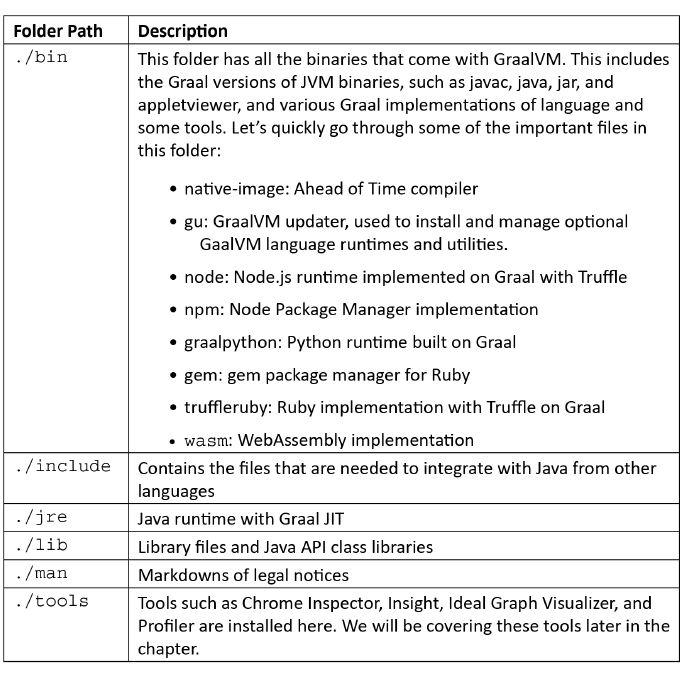 Folder Path Description
./bin This folder has all the binaries that come with GraalVM. This includes
the Graal versions of JVM binaries, such as javac, java, jar, and
appletviewer, and various Graal implementations of language and
some tools. Let's quickly go through some of the important files in
this folder:
• native-image: Ahead of Time compiler
• gu: GraalVM updater, used to install and manage optional
GaalVM language runtimes and utilities.
• node: Node.js runtime implemented on Graal with Truffle
• npm: Node Package Manager implementation
• graalpython: Python runtime built on Graal
• gem: gem package manager for Ruby
• truffleruby: Ruby implementation with Truffle on Graal
• wasm: WebAssembly implementation
./include Contains the files that are needed to integrate with Java from other
languages
./jre Java runtime with Graal JIT
./lib Library files and Java API class libraries
./man Markdowns of legal notices
./tools Tools such as Chrome Inspector, Insight, Ideal Graph Visualizer, and
Profiler are installed here. We will be covering these tools later in the
chapter.